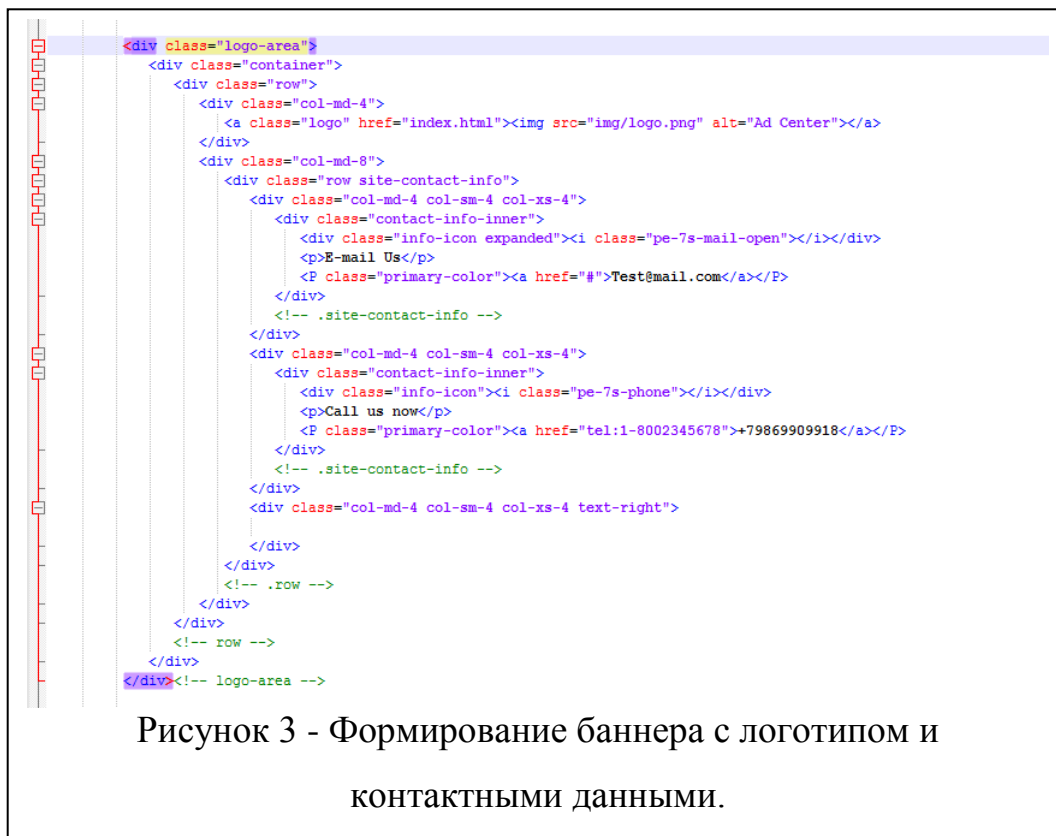 <div class="logo-area">
<div class="container">
<div class="row">
<div class="col-md-4">
<a class="logo" href="index.html"><img src="img/logo.png" alt="Ad Center"></a>
</div>
<div class="col-md-8">
<div class="row site-contact-info">
<div class="col-md-4 col-sm-4 col-xs-4">
<div class="contact-info-inner">
<div class="info-icon expanded"><i class="pe-7s-mail-open"></i></div>
<p>E-mail Us</p>
<P class="primary-color"><a href="#">Test@mail.com</a></P>
</div>
<!-- .site-contact-info -->
</div>
<div class="col-md-4 col-sm-4 col-xs-4">
<div class="contact-info-inner">
<div class="info-icon"><i class="pe-7s-phone"></i></div>
<p>Call us now</p>
<P class="primary-color"><a href="tel:1-8002345678">+79869909918</a></P>
</div>
<!-- .site-contact-info -->
</div>
<div class="col-md-4 col-sm-4 col-xs-4 text-right">
</div>
</div>
<!-- .row -->
</div>
</div>
<!-- row -->
</div>
</div><!-- logo-area -->
Рисунок 3 - Формирование баннера с логотипом и
контактными данными.